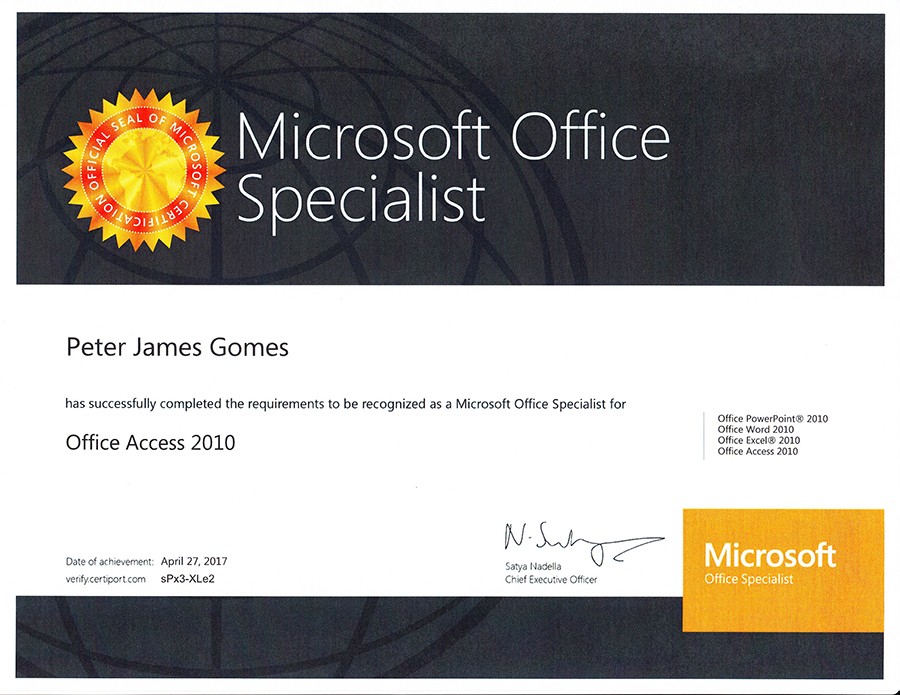 OFFICIAL SEAL OF MICROSOFT CERTIFICATION
Microsoft Office
Specialist
Peter James Gomes
has successfully completed the requirements to be recognized as a Microsoft Office Specialist for
Office Access 2010
Office PowerPoint® 2010
Office Word 2010
Office Excel® 2010
Office Access 2010
Date of achievement: April 27, 2017
verify.certiport.com sPx3-XLe2
Satya Nadella
Chief Executive Officer
Microsoft
Office Specialist